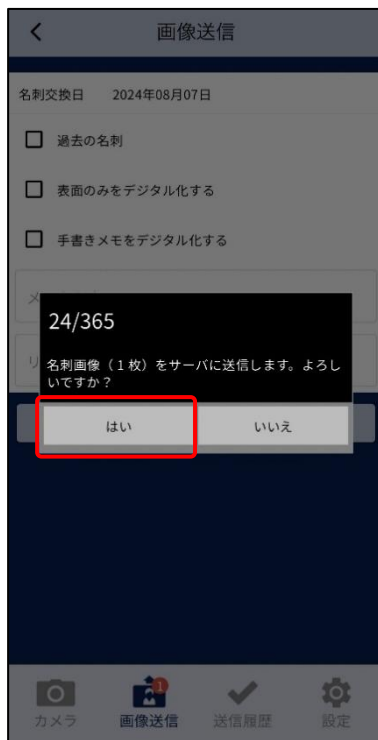 画像送信
名刺交換日 2024年08月07日
過去の名刺
表面のみをデジタル化する
手書きメモをデジタル化する
メ
24/365
リ
名刺画像（1枚）をサーバに送信します。よろし
いですか？
はい いいえ
1
カメラ 画像送信 送信履歴 設定